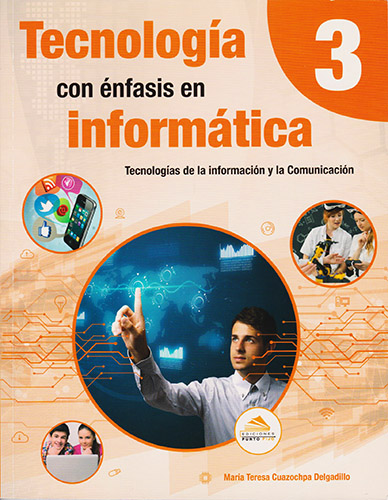 Tecnología
3
con énfasis en
informática
Tecnologías de la información y la Comunicación
EDICIONES
PUNTO FIJO
María Teresa Cuazochpa Delgadillo